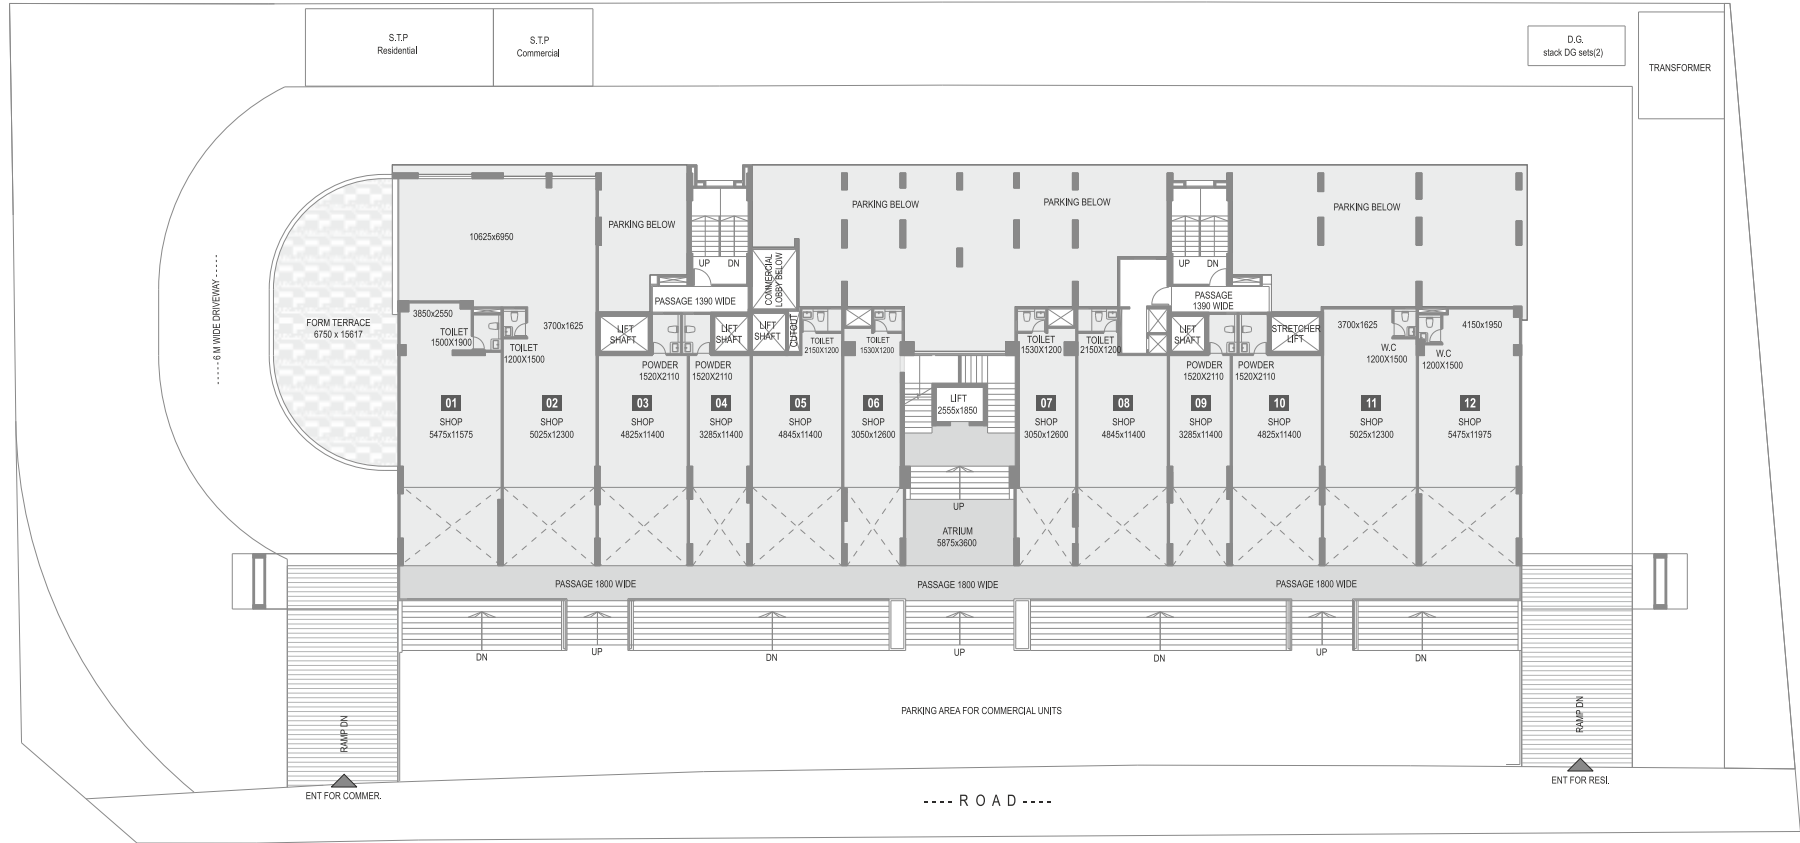 S.T.P
Residential
S.T.P
Commercial
D.G.
stack DG sets(2)
TRANSFORMER
-----6 M WIDE DRIVEWAY-----
FORM TERRACE
6750 x 15617
10625x6950
PARKING BELOW
PARKING BELOW
PARKING BELOW
PARKING BELOW
UP
DN
UP
DN
COMMERCIAL
LOBBY BELOW
PASSAGE 1390 WIDE
PASSAGE
1390 WIDE
3850x2550
TOILET
1500X1900
3700x1625
TOILET
1200X1500
LIFT
SHAFT
LIFT
SHAFT
LIFT
SHAFT
CUTOUT
TOILET
2150X1200
TOILET
1530X1200
TOILET
1530X1200
TOILET
2150X1200
LIFT
SHAFT
STRETCHER
LIFT
3700x1625
W.C
1200X1500
4150x1950
W.C
1200X1500
POWDER
1520X2110
POWDER
1520X2110
POWDER
1520X2110
POWDER
1520X2110
LIFT
2555x1850
01
SHOP
5475x11575
02
SHOP
5025x12300
03
SHOP
4825x11400
04
SHOP
3285x11400
05
SHOP
4845x11400
06
SHOP
3050x12600
07
SHOP
3050x12600
08
SHOP
4845x11400
09
SHOP
3285x11400
10
SHOP
4825x11400
11
SHOP
5025x12300
12
SHOP
5475x11975
UP
ATRIUM
5875x3600
PASSAGE 1800 WIDE
PASSAGE 1800 WIDE
PASSAGE 1800 WIDE
DN
UP
DN
UP
DN
UP
DN
PARKING AREA FOR COMMERCIAL UNITS
RAMP DN
RAMP DN
ENT FOR COMMER.
ENT FOR RESI.
---- R O A D ----